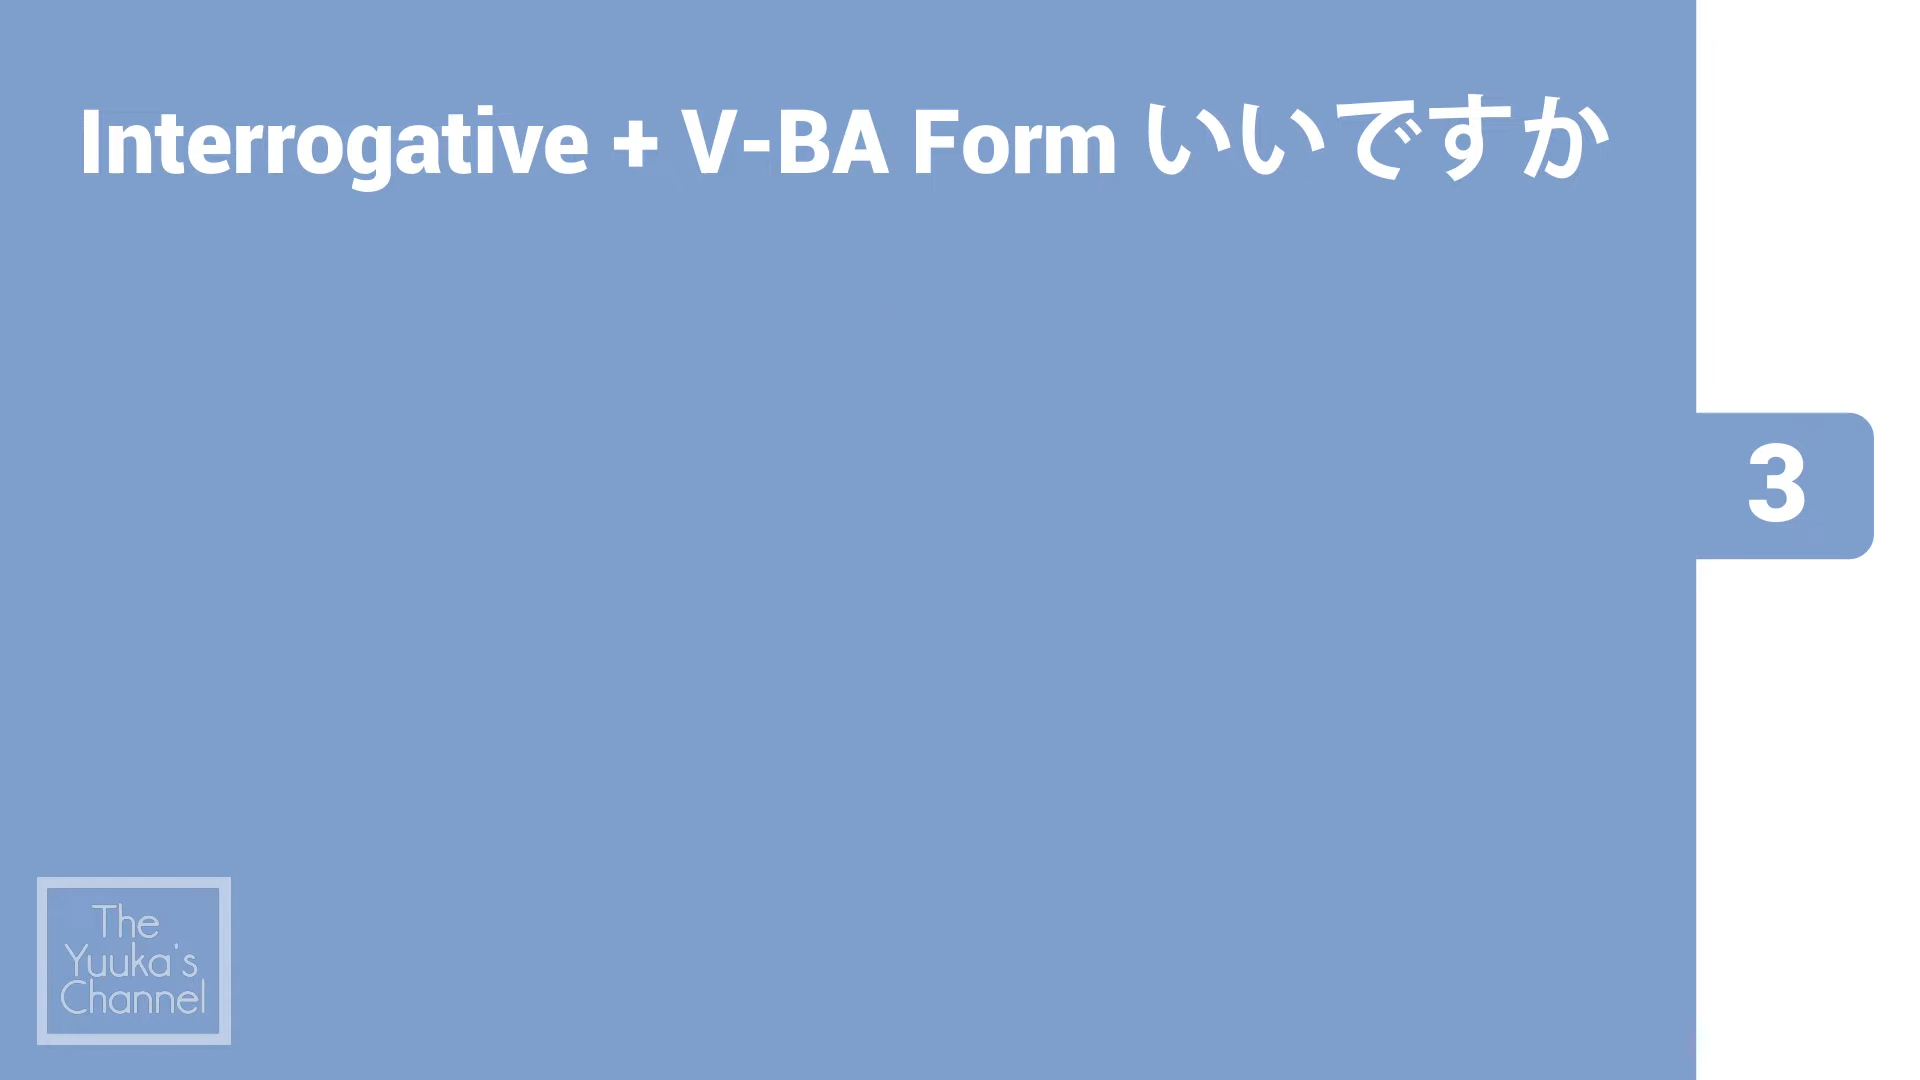 Interrogative + V-BA Form いいですか
3
The
Yuuka's
Channel